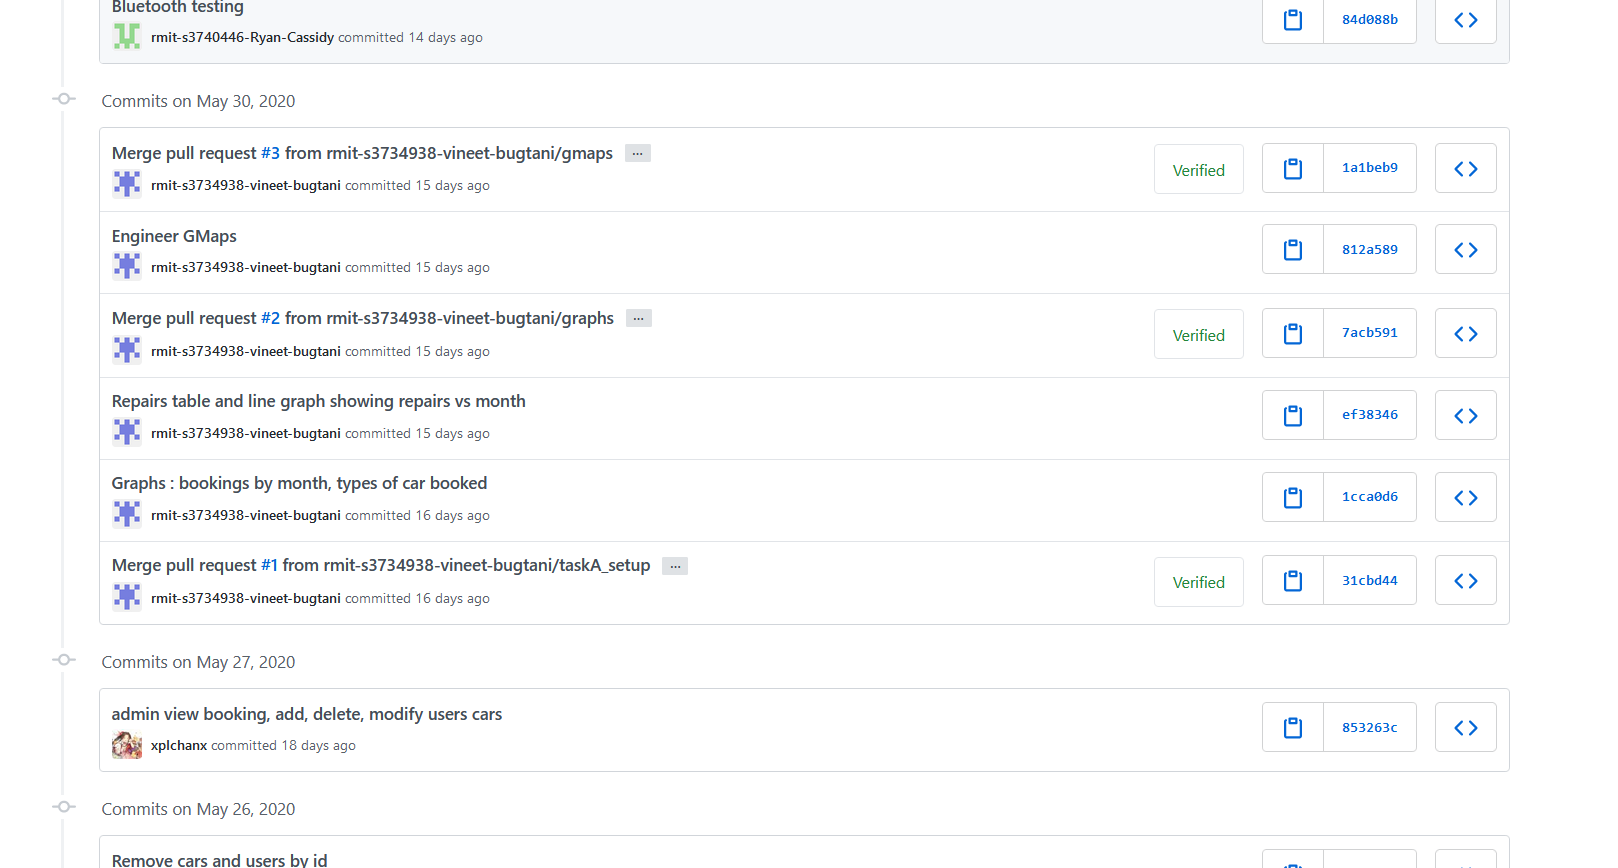 Bluetooth testing
rmit-s3740446-Ryan-Cassidy committed 14 days ago
84d088b
Commits on May 30, 2020
Merge pull request #3 from rmit-s3734938-vineet-bugtani/gmaps ...
rmit-s3734938-vineet-bugtani committed 15 days ago
Verified
1a1beb9
Engineer GMaps
rmit-s3734938-vineet-bugtani committed 15 days ago
812a589
Merge pull request #2 from rmit-s3734938-vineet-bugtani/graphs ...
rmit-s3734938-vineet-bugtani committed 15 days ago
Verified
7acb591
Repairs table and line graph showing repairs vs month
rmit-s3734938-vineet-bugtani committed 15 days ago
ef38346
Graphs : bookings by month, types of car booked
rmit-s3734938-vineet-bugtani committed 16 days ago
1cca0d6
Merge pull request #1 from rmit-s3734938-vineet-bugtani/taskA_setup ...
rmit-s3734938-vineet-bugtani committed 16 days ago
Verified
31cbd44
Commits on May 27, 2020
admin view booking, add, delete, modify users cars
xplchanx committed 18 days ago
853263c
Commits on May 26, 2020
Remove cars and users by id